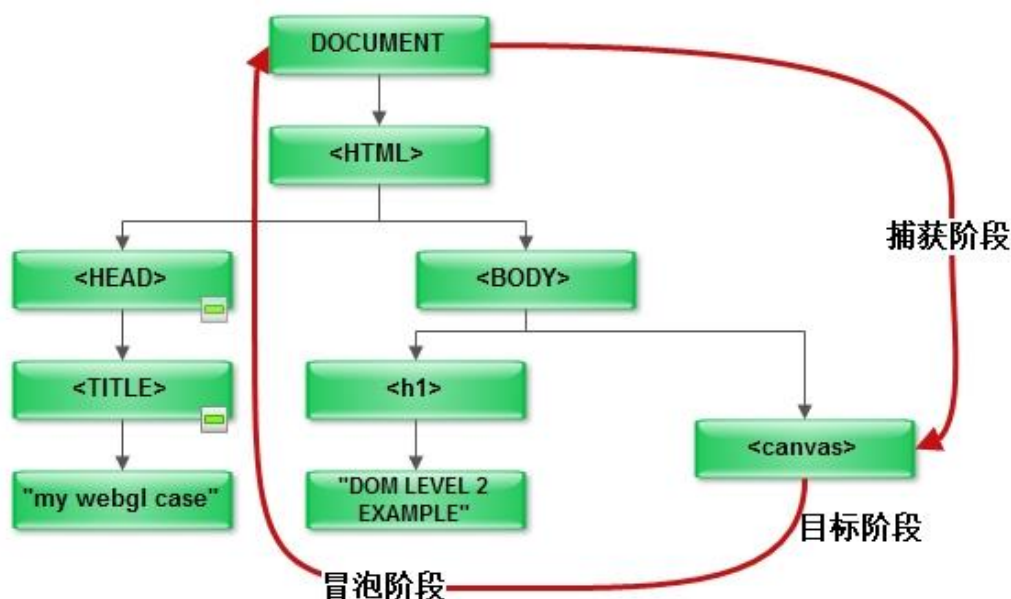 DOCUMENT
<HTML>
捕获阶段
<HEAD>
<BODY>
<TITLE>
<h1>
<canvas>
"my webgl case"
"DOM LEVEL 2
EXAMPLE"
目标阶段
冒泡阶段